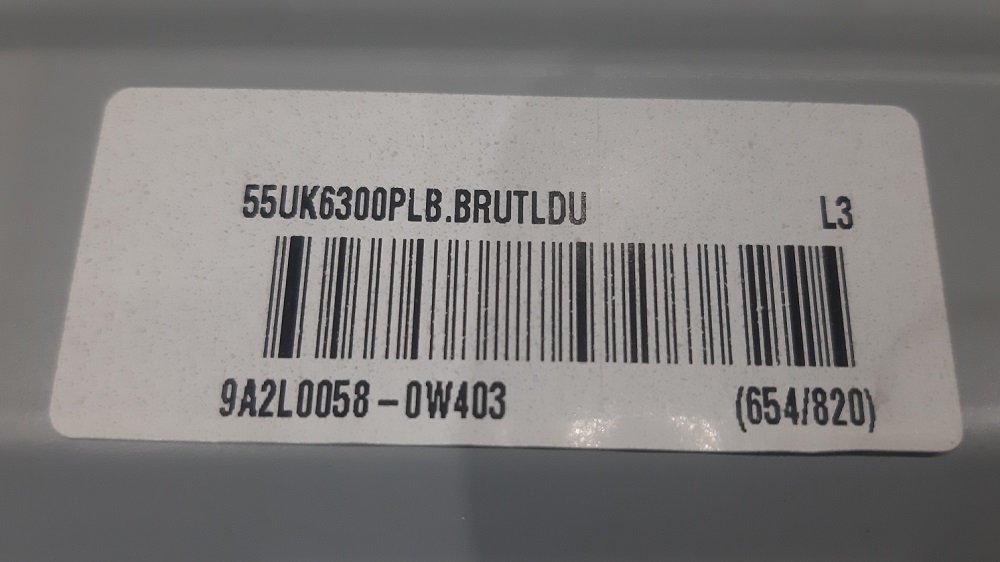 55UK6300PLB.BRUTLDU L3
9A2L0058-0W403 (654/820)